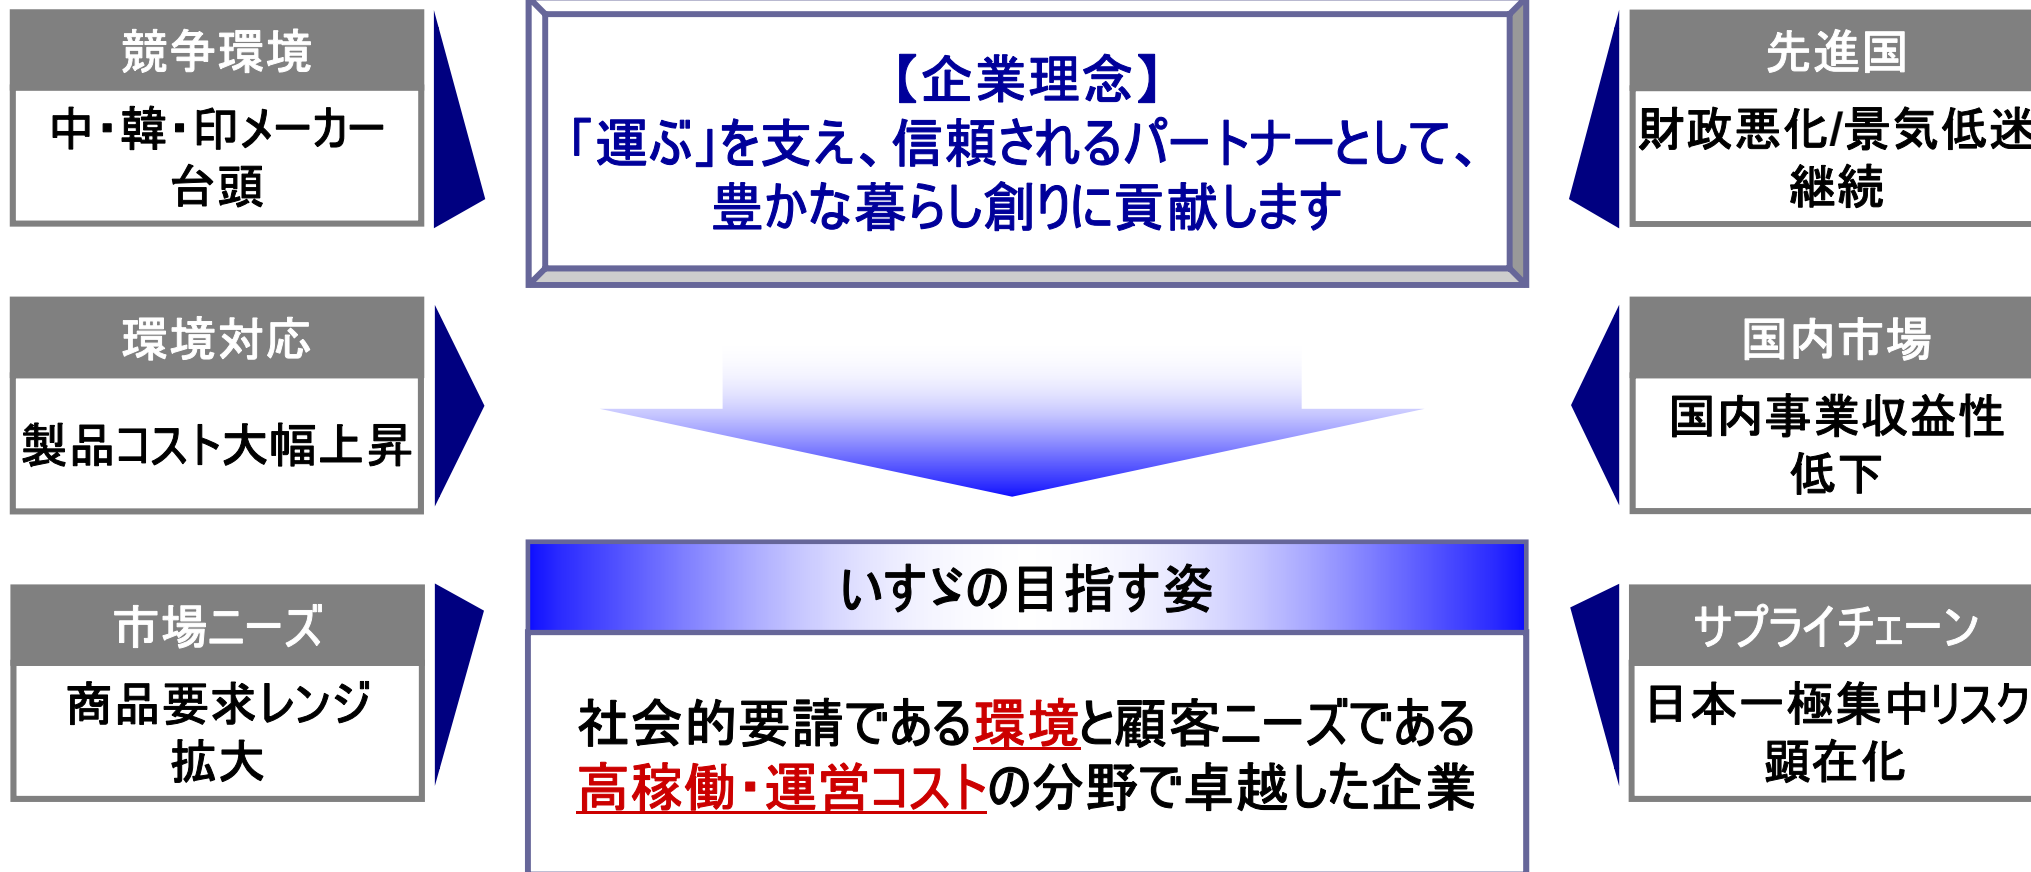 競争環境
中・韓・印メーカー
台頭
環境対応
製品コスト大幅上昇
市場ニーズ
商品要求レンジ
拡大
【企業理念】
「運ぶ」を支え、信頼されるパートナーとして、
豊かな暮らし創りに貢献します
いすゞの目指す姿
社会的要請である環境と顧客ニーズである
高稼働・運営コストの分野で卓越した企業
先進国
財政悪化/景気低迷
継続
国内市場
国内事業収益性
低下
サプライチェーン
日本一極集中リスク
顕在化